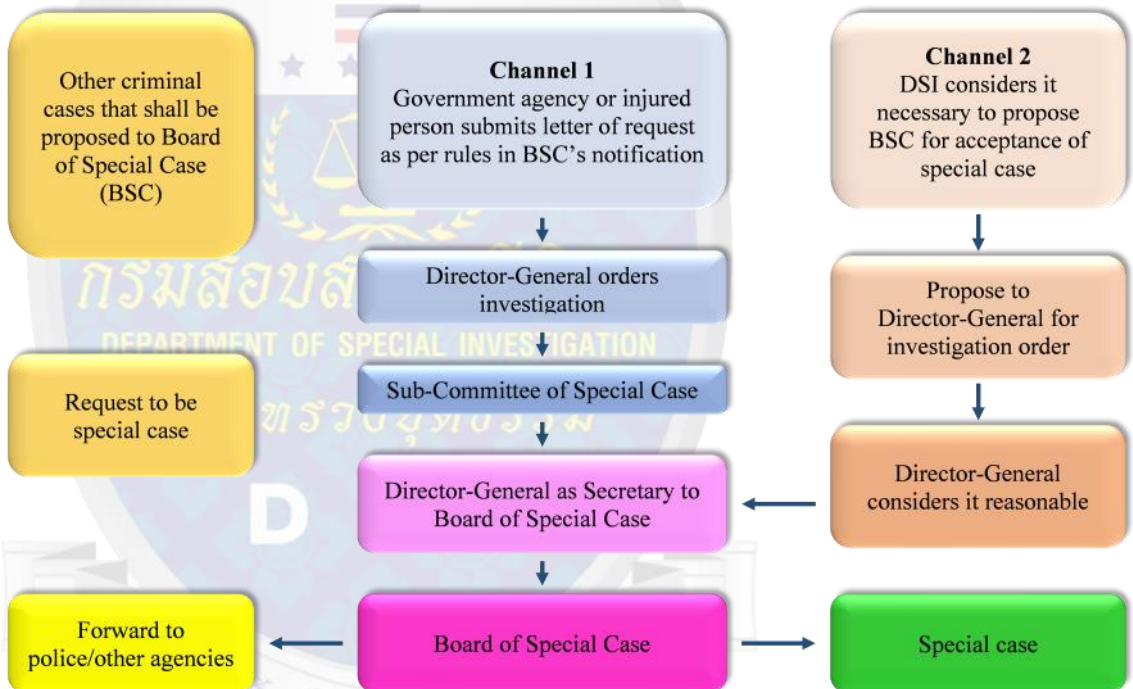 Other criminal
cases that shall be
proposed to Board
of Special Case
(BSC)
Channel 1
Government agency or injured
person submits letter of request
as per rules in BSC's notification
Channel 2
DSI considers it
necessary to propose
BSC for acceptance of
special case
Director-General orders
investigation
Propose to
Director-General for
investigation order
Request to be
special case
Sub-Committee of Special Case
Director-General as Secretary to
Board of Special Case
Director-General
considers it reasonable
Forward to
police/other agencies
Board of Special Case
Special case
DEPARTMENT OF SPECIAL INVESTIGATION
D